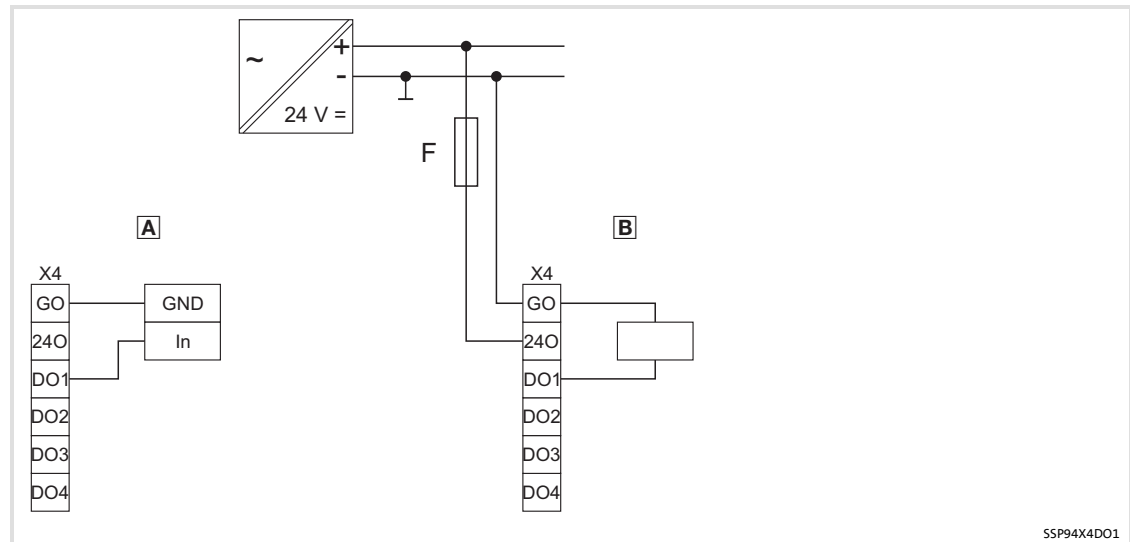 ~
+
-
24 V =
F
A
B
X4
GO
24O
DO1
DO2
DO3
DO4
GND
In
X4
GO
24O
DO1
DO2
DO3
DO4
SSP94X4DO1